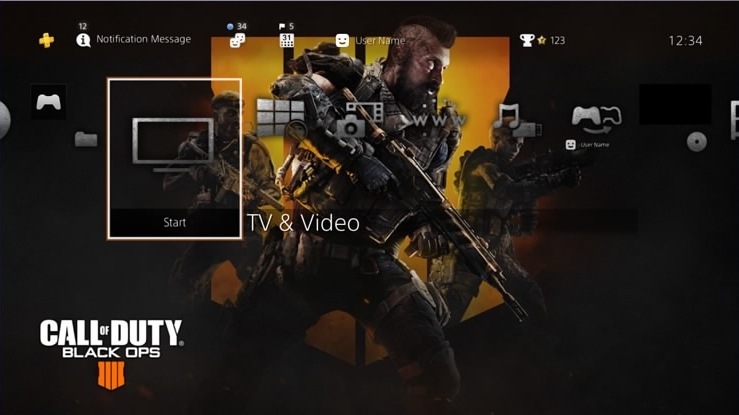 12
Notification Message
34
5
31
User Name
123
12:34
www
User Name
Start
TV & Video
CALL OF DUTY®
BLACK OPS
IIII